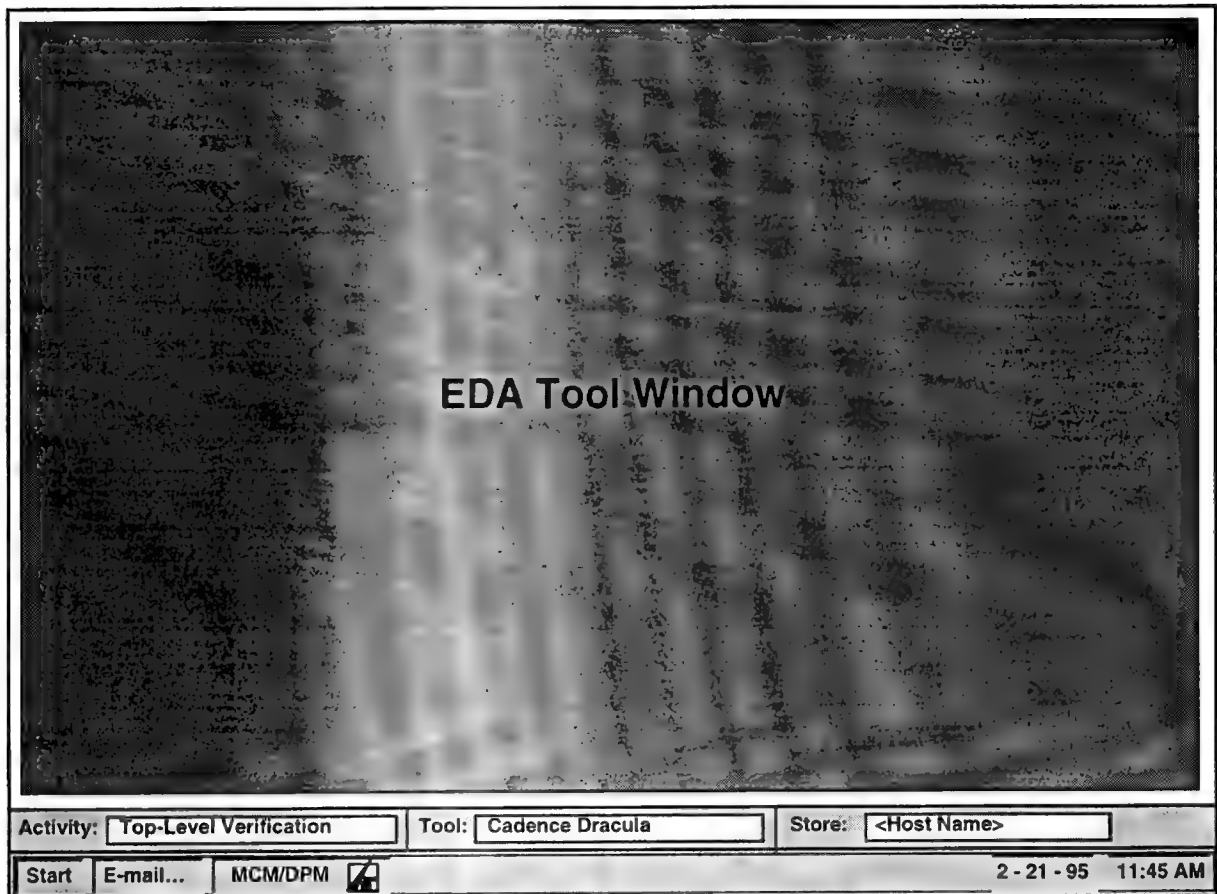 EDA Tool Window
Activity: Top-Level Verification Tool: Cadence Dracula Store: <Host Name>
Start E-mail... MCM/DPM 2 - 21 - 95 11:45 AM